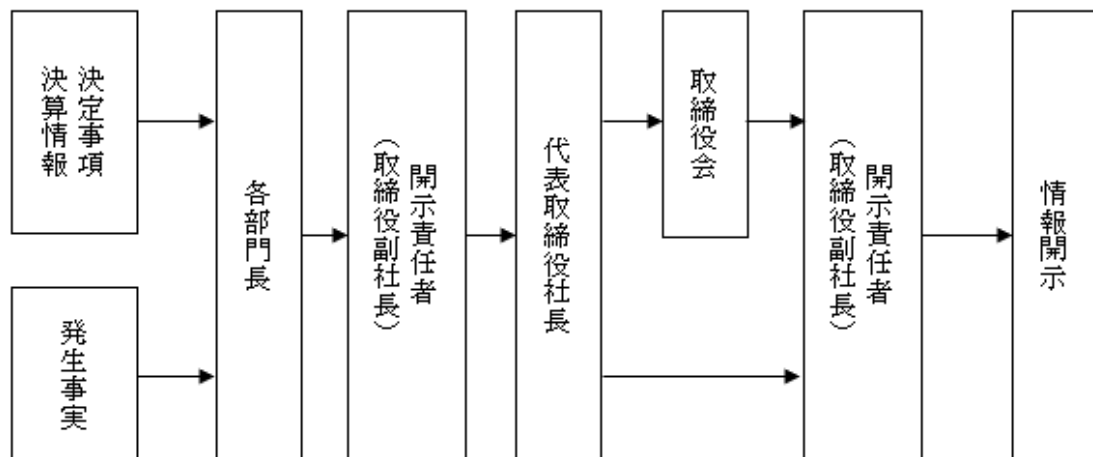 決定事項
決算情報
発生事実
各部門長
開示責任者
（取締役副社長）
代表取締役社長
取締役会
開示責任者
（取締役副社長）
情報開示